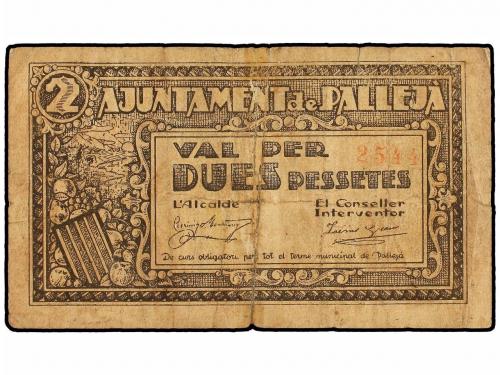 2 AJUNTAMENT de PALLEJÀ
VAL PER 2544
DUES PESSETES
L'Alcalde El Conseller
Interventor
De curs obligatori per tot el terme municipal de Pallejà